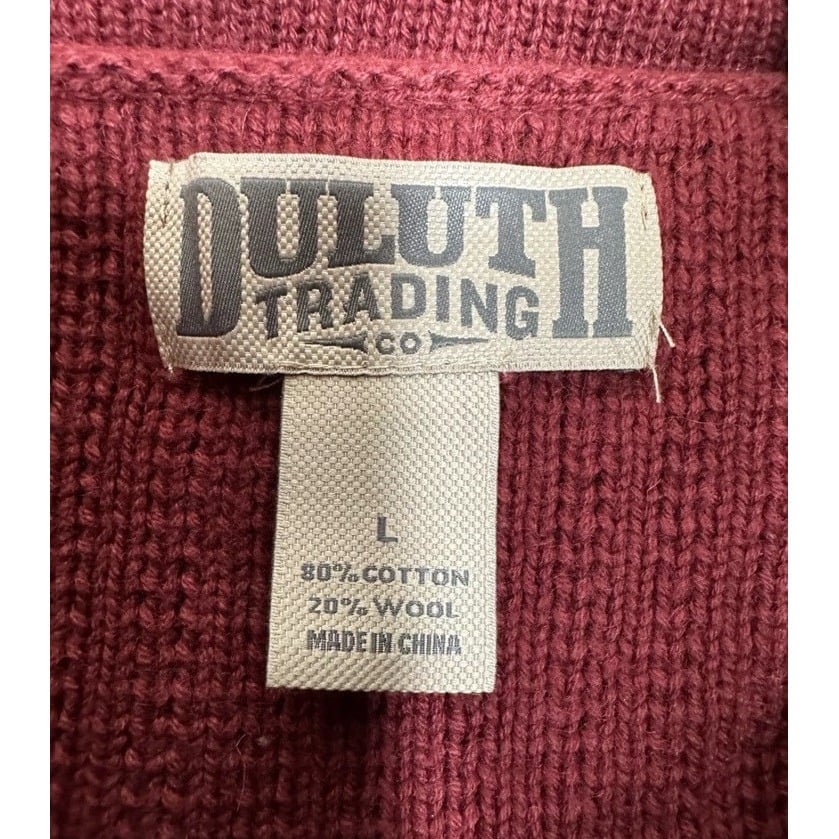 DULUTH
TRADING
CO
L
80% COTTON
20% WOOL
MADE IN CHINA